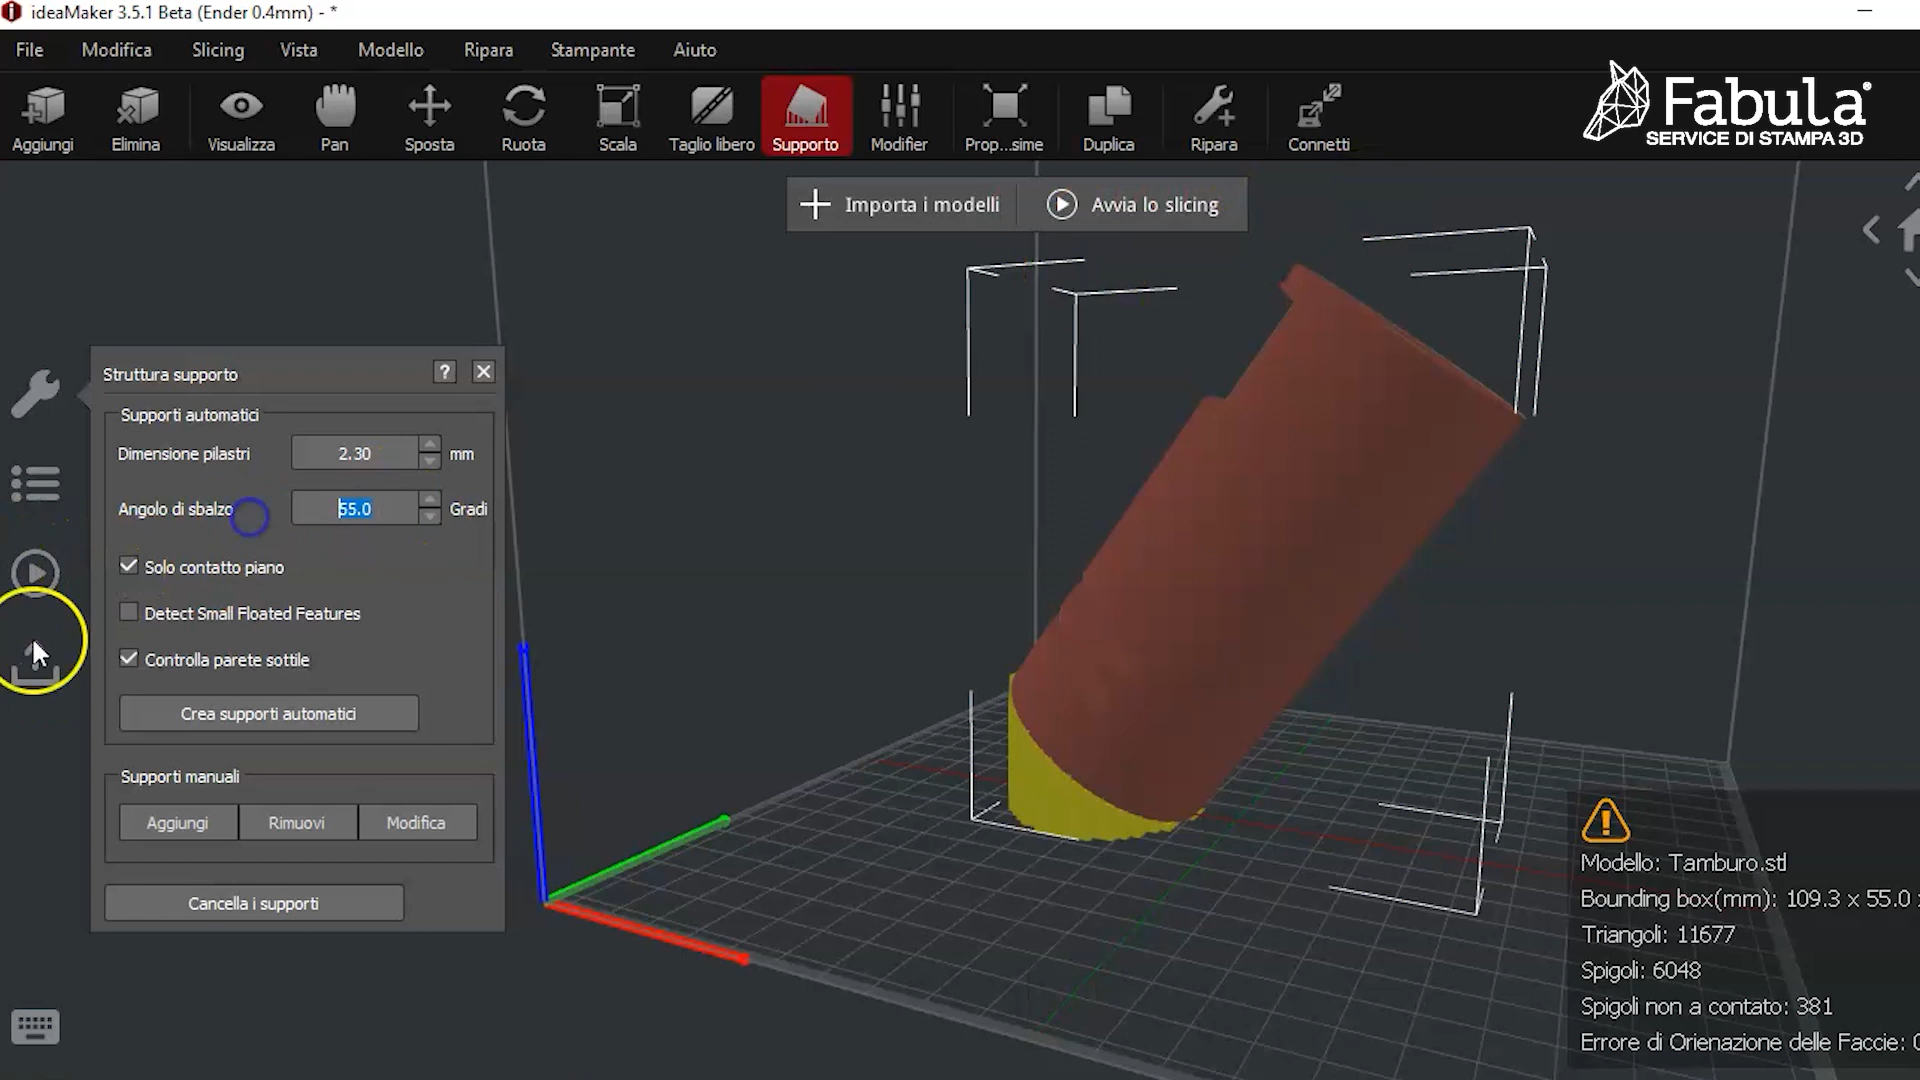 ideaMaker 3.5.1 Beta (Ender 0.4mm) - *
File Modifica Slicing Vista Modello Ripara Stampante Aiuto
Aggiungi Elimina Visualizza Pan Sposta Ruota Scala Taglio libero Supporto Modifier Prop...sime Duplica Ripara Connetti
Fabula
SERVICE DI STAMPA 3D
Importa i modelli Avvia lo slicing
Struttura supporto ?
Supporti automatici
Dimensione pilastri 2.30 mm
Angolo di sbalzo 55.0 Gradi
Solo contatto piano
Detect Small Floated Features
Controlla parete sottile
Crea supporti automatici
Supporti manuali
Aggiungi Rimuovi Modifica
Cancella i supporti
Modello: Tamburo.stl
Bounding box(mm): 109.3 x 55.0
Triangoli: 11677
Spigoli: 6048
Spigoli non a contato: 381
Errore di Orienazione delle Faccie: